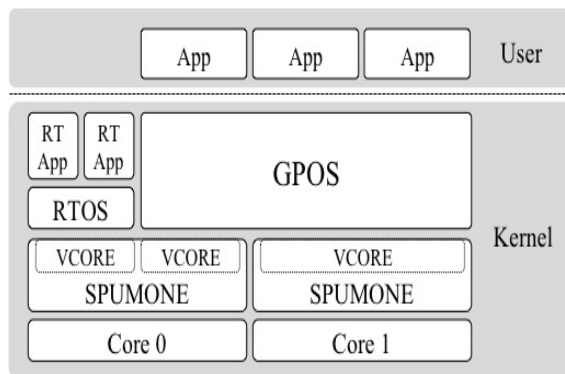 App App App User
RT RT
App App
GPOS
RTOS
Kernel
VCORE VCORE VCORE
SPUMONE SPUMONE
Core 0 Core 1